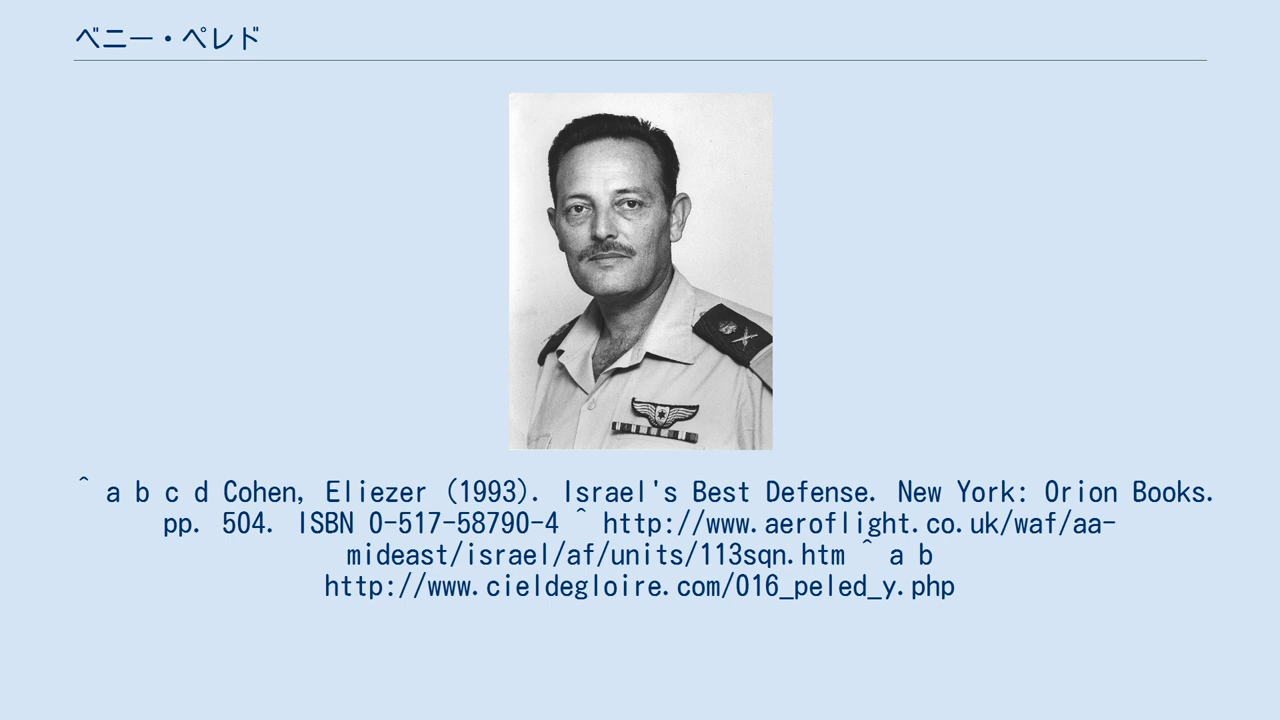 ベニー・ペレド
^ a b c d Cohen, Eliezer (1993). Israel's Best Defense. New York: Orion Books.
pp. 504. ISBN 0-517-58790-4 ^ http://www.aeroflight.co.uk/waf/aa-
mideast/israel/af/units/113sqn.htm ^ a b
http://www.cieldegloire.com/016_peled_y.php